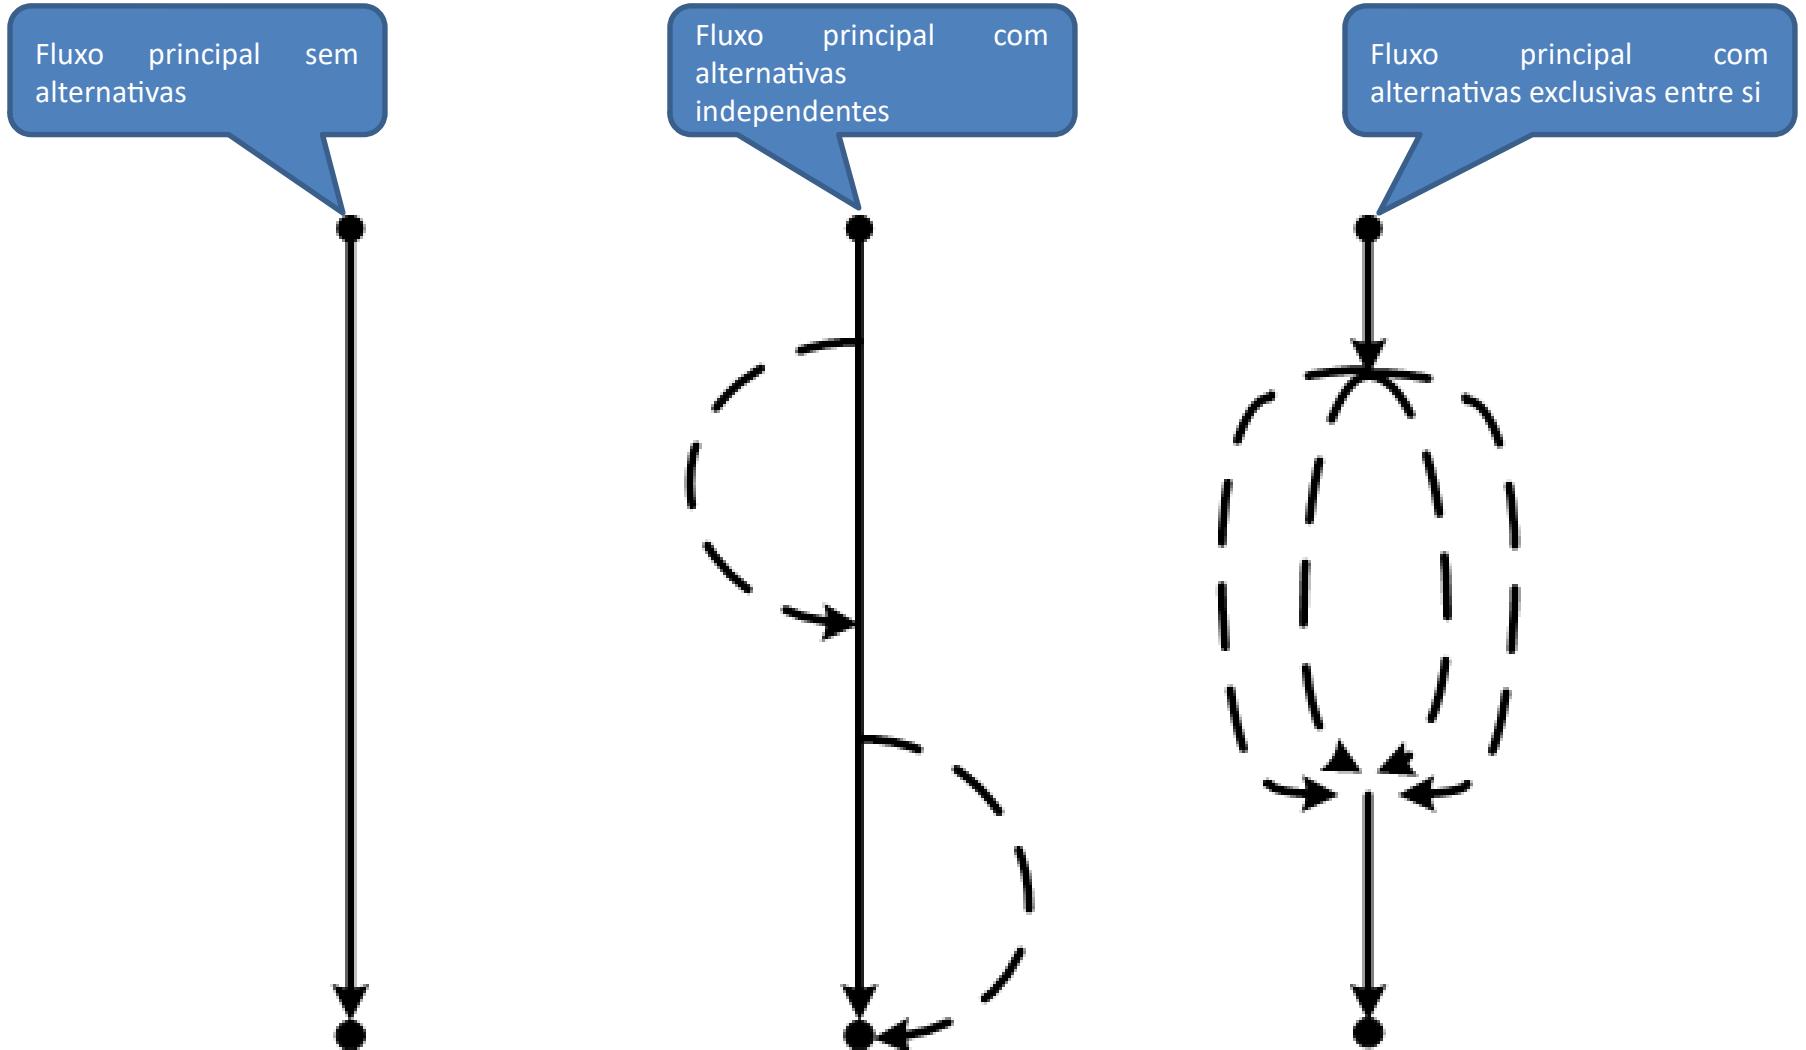 Fluxo principal sem
alternativas
Fluxo principal com
alternativas
independentes
Fluxo principal com
alternativas exclusivas entre si